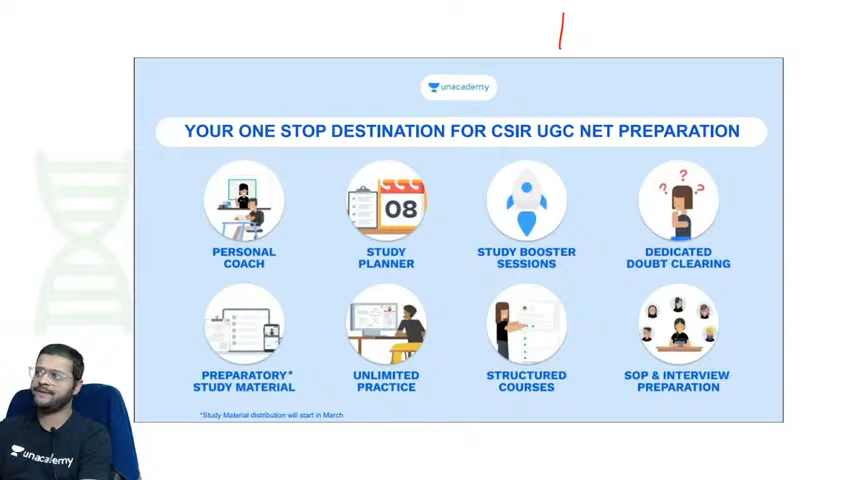 unacademy
YOUR ONE STOP DESTINATION FOR CSIR UGC NET PREPARATION
08
PERSONAL
COACH
STUDY
PLANNER
STUDY BOOSTER
SESSIONS
DEDICATED
DOUBT CLEARING
PREPARATORY*
STUDY MATERIAL
UNLIMITED
PRACTICE
STRUCTURED
COURSES
SOP & INTERVIEW
PREPARATION
*Study Material distribution will start in March
unacademy